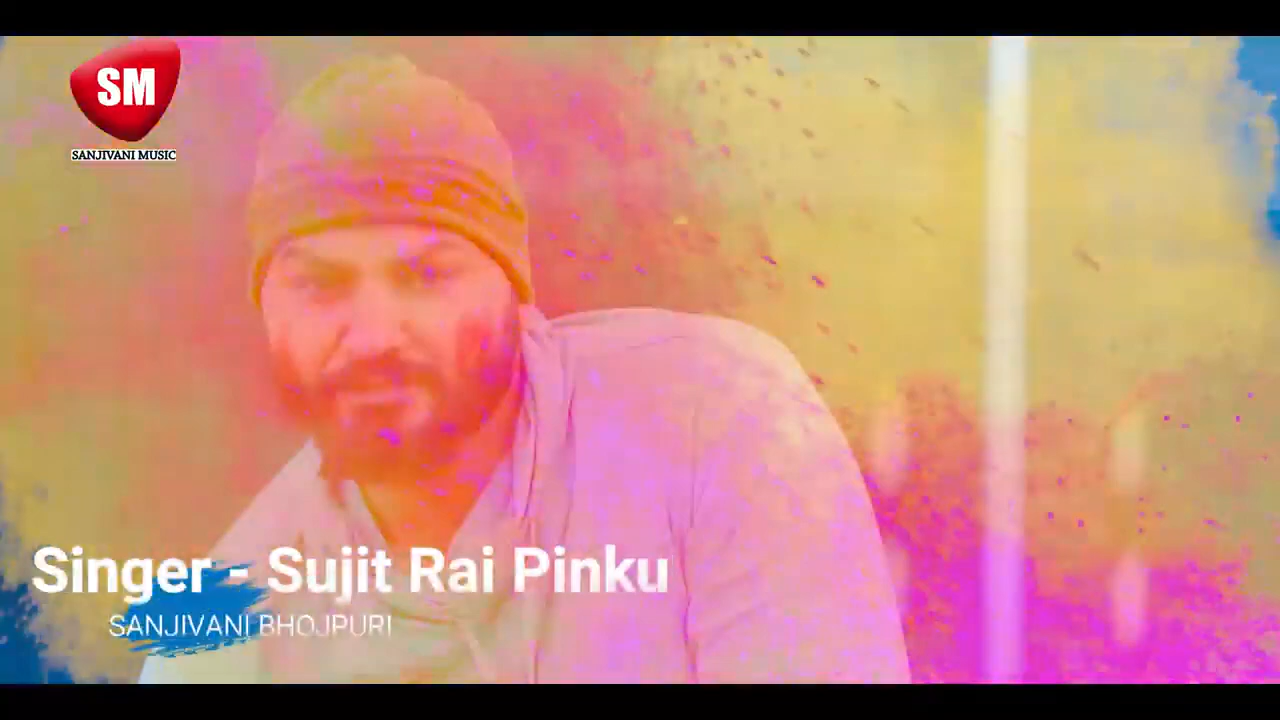 SM
SANJIVANI MUSIC
Singer - Sujit Rai Pinku
SANJIVANI BHOJPURI